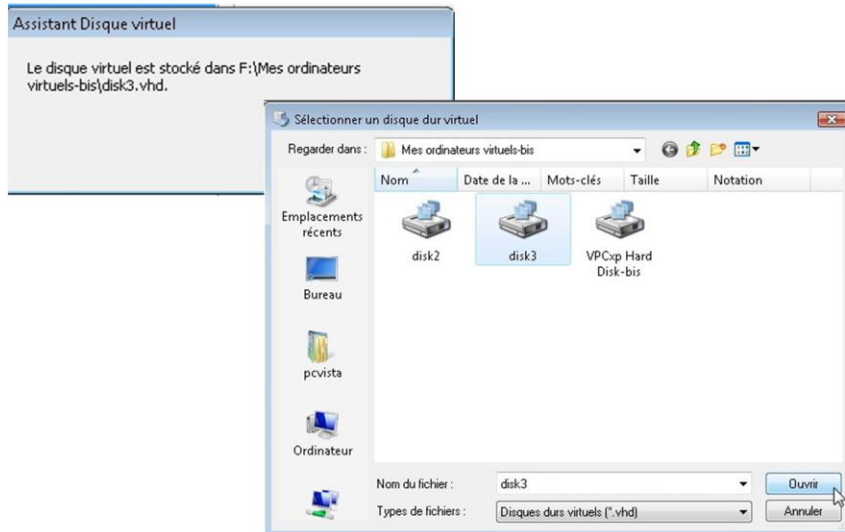 Assistant Disque virtuel
Le disque virtuel est stocké dans F:\Mes ordinateurs
virtuels-bis\disk3.vhd.
Sélectionner un disque dur virtuel
Regarder dans :
Mes ordinateurs virtuels-bis
Nom
Date de la ...
Mots-clés
Taille
Notation
Emplacements
récents
Bureau
pcvista
Ordinateur
disk2
disk3
VPCxp Hard
Disk-bis
Nom du fichier :
disk3
Ouvrir
Types de fichiers :
Disques durs virtuels (*.vhd)
Annuler